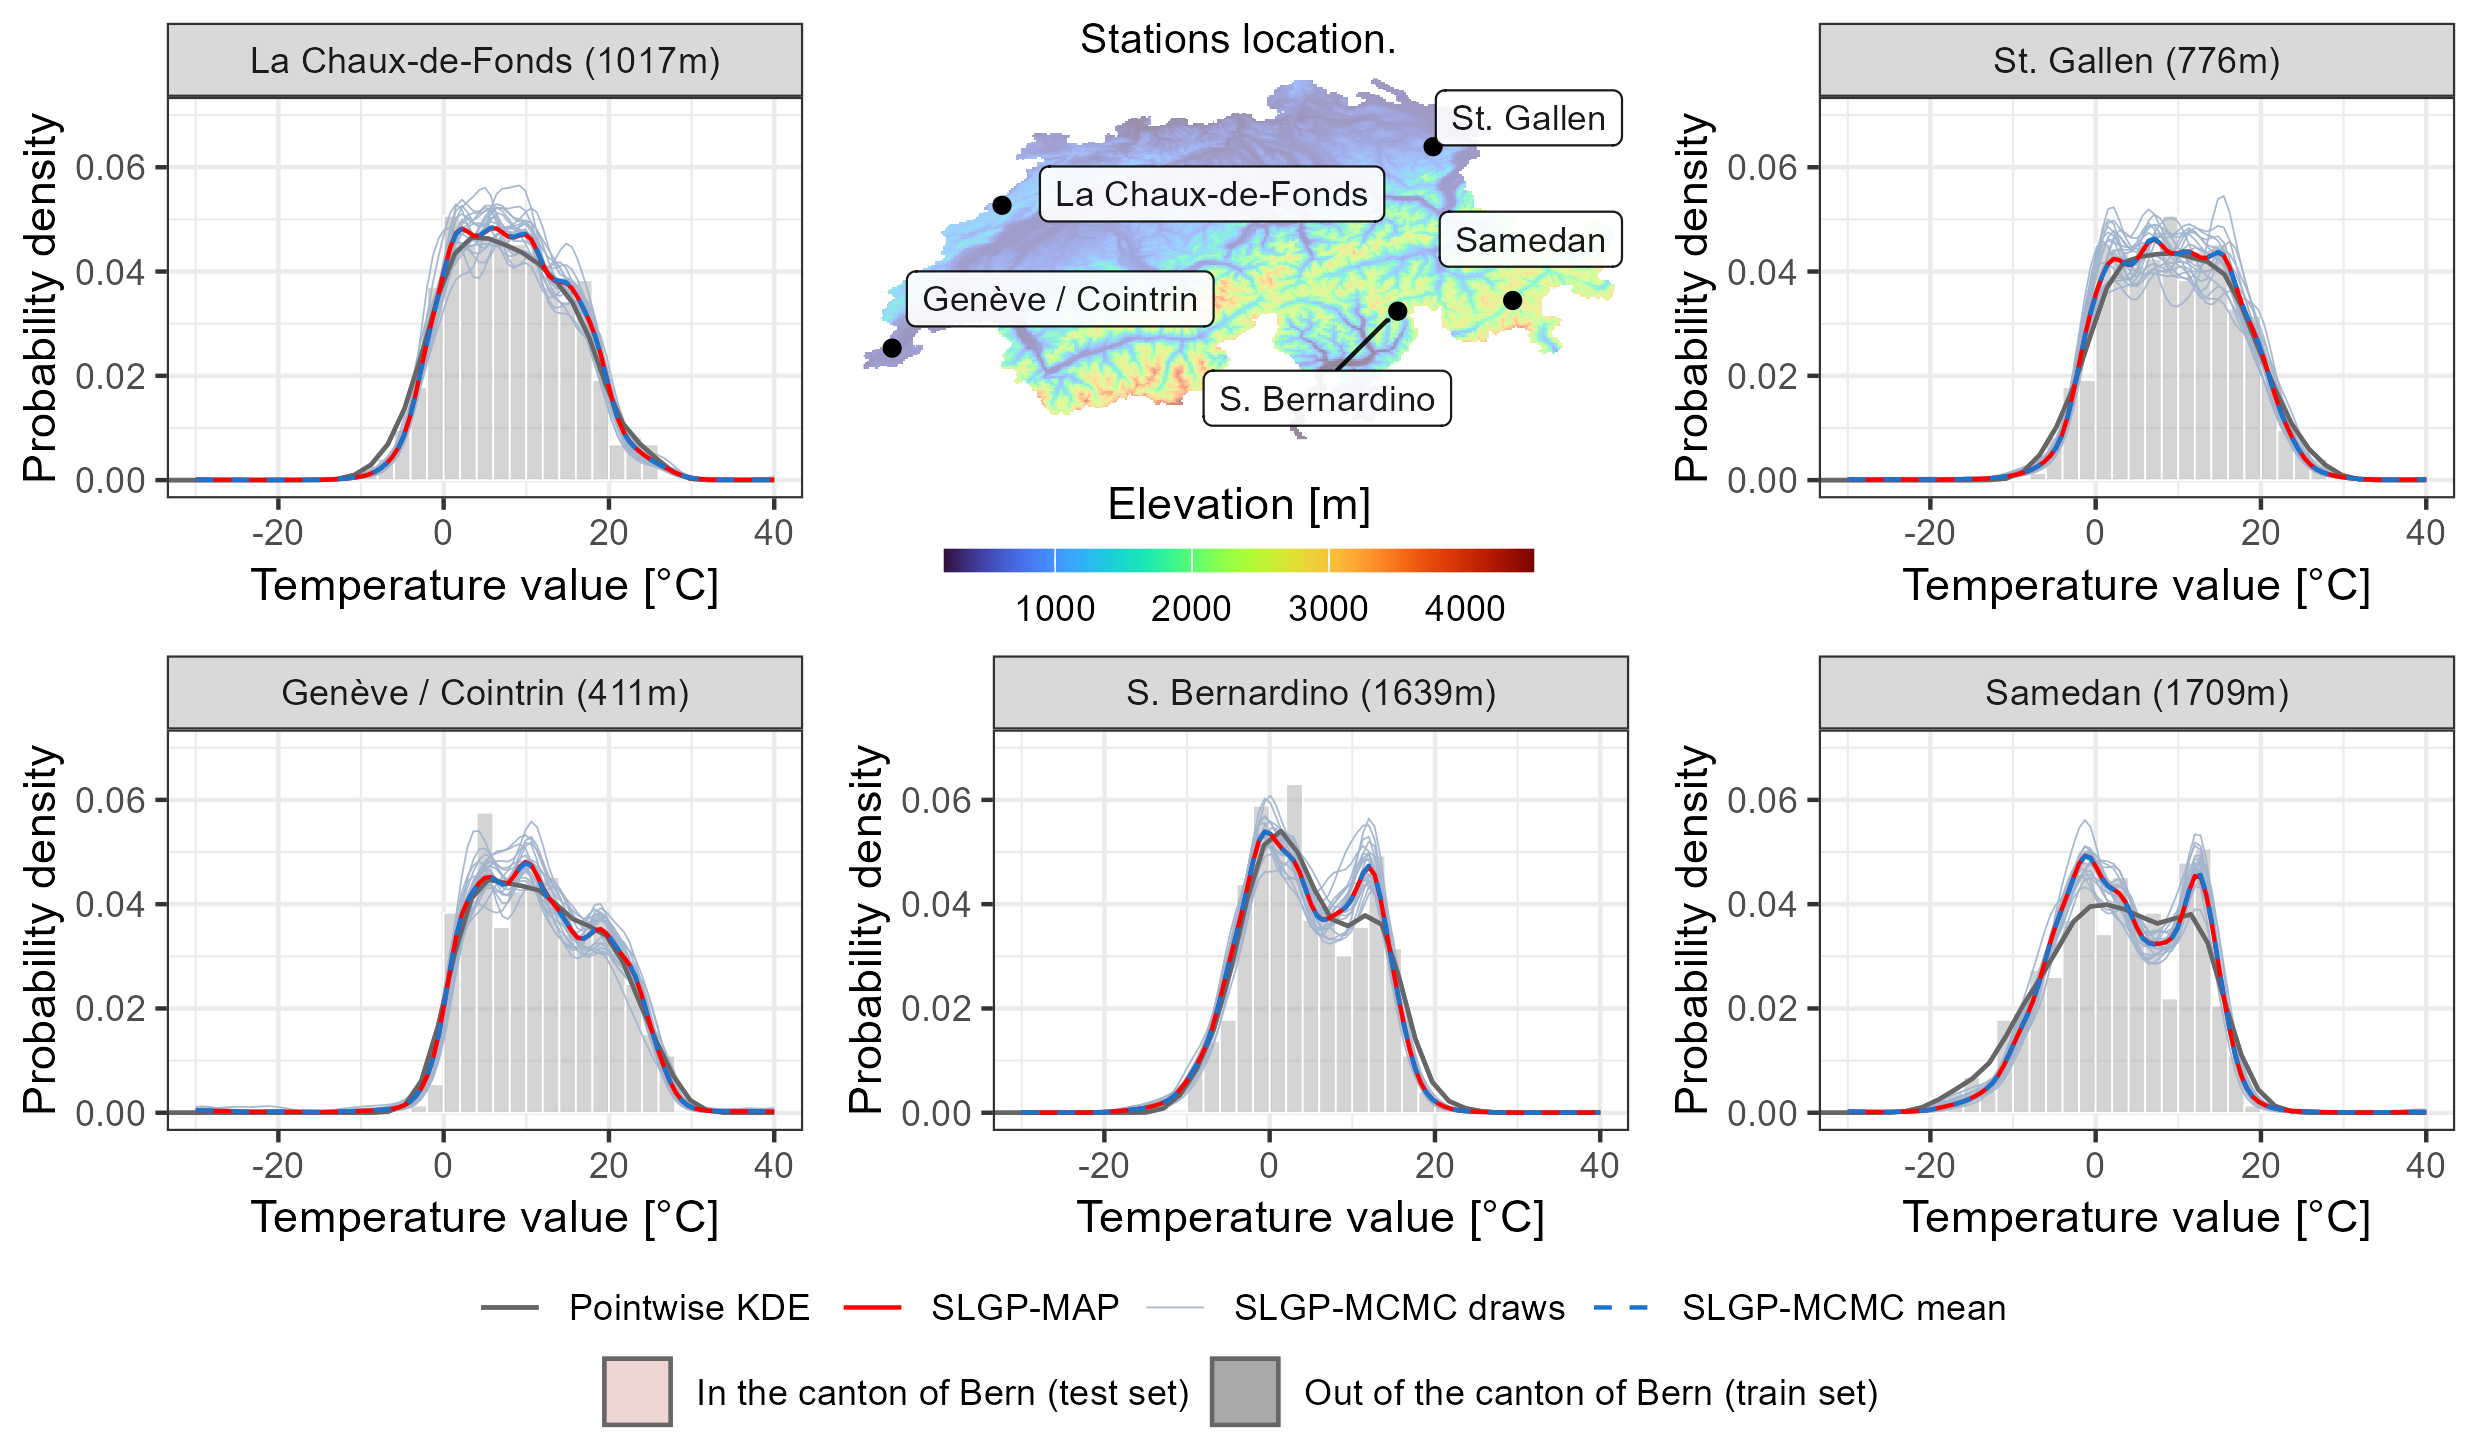 La Chaux-de-Fonds (1017m)
Probability density
0.06
0.04
0.02
0.00
-20 0 20 40
Temperature value [°C]
Stations location.
St. Gallen
La Chaux-de-Fonds
Samedan
Genève / Cointrin
S. Bernardino
Elevation [m]
1000 2000 3000 4000
St. Gallen (776m)
Probability density
0.06
0.04
0.02
0.00
-20 0 20 40
Temperature value [°C]
Genève / Cointrin (411m)
Probability density
0.06
0.04
0.02
0.00
-20 0 20 40
Temperature value [°C]
S. Bernardino (1639m)
Probability density
0.06
0.04
0.02
0.00
-20 0 20 40
Temperature value [°C]
Samedan (1709m)
Probability density
0.06
0.04
0.02
0.00
-20 0 20 40
Temperature value [°C]
Pointwise KDE SLGP-MAP SLGP-MCMC draws SLGP-MCMC mean
In the canton of Bern (test set) Out of the canton of Bern (train set)